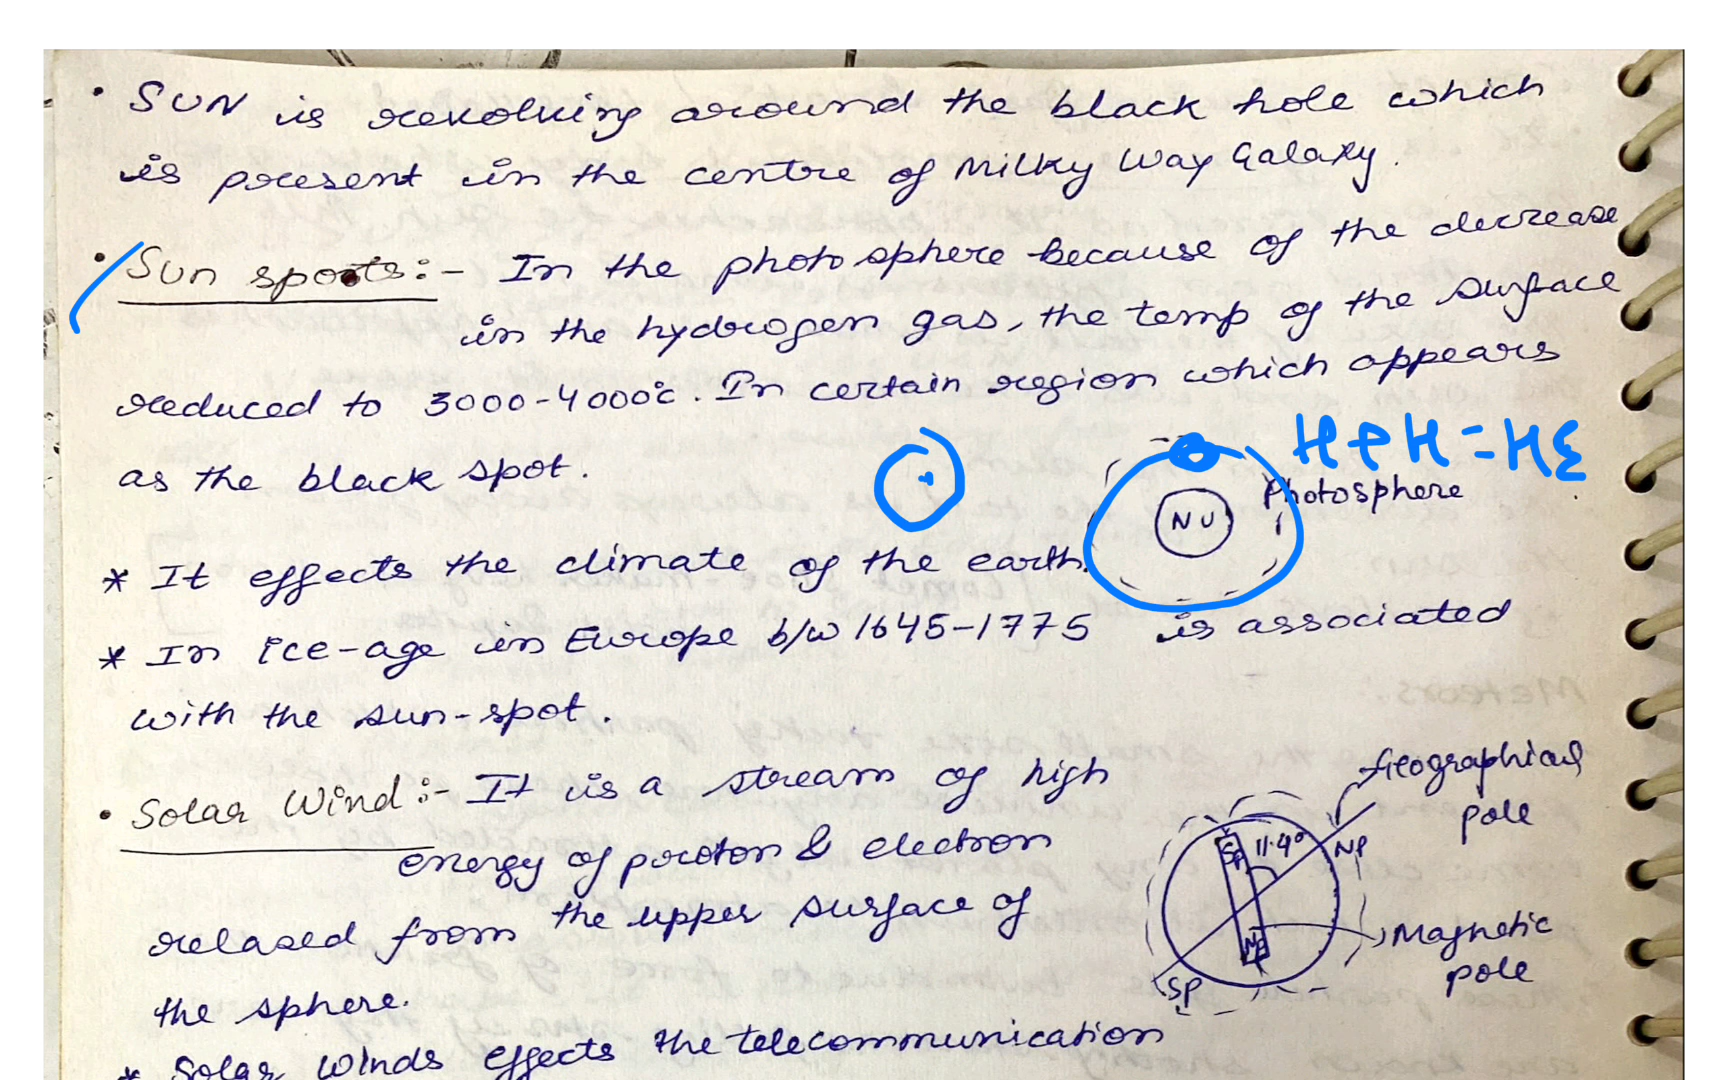 • SUN is revolving around the black hole which
is present in the centre of Milky Way Galaxy.
• Sun spots:- In the photosphere because of the decrease
in the hydrogen gas, the temp of the surface
reduced to 3000-4000°c. In certain region which appears
as the black spot.
H+H=HE
Photosphere
NU
* It effects the climate of the earth.
* In ice-age in Europe b/w 1645-1775 is associated
with the sun-spot.
• Solar Wind:- It is a stream of high
energy of proton & electron
relased from the upper surface of
the sphere.
Geographical
pole
SP 11.4° NP
NP
Magnetic
pole
SP
* Solar winds effects the telecommunication